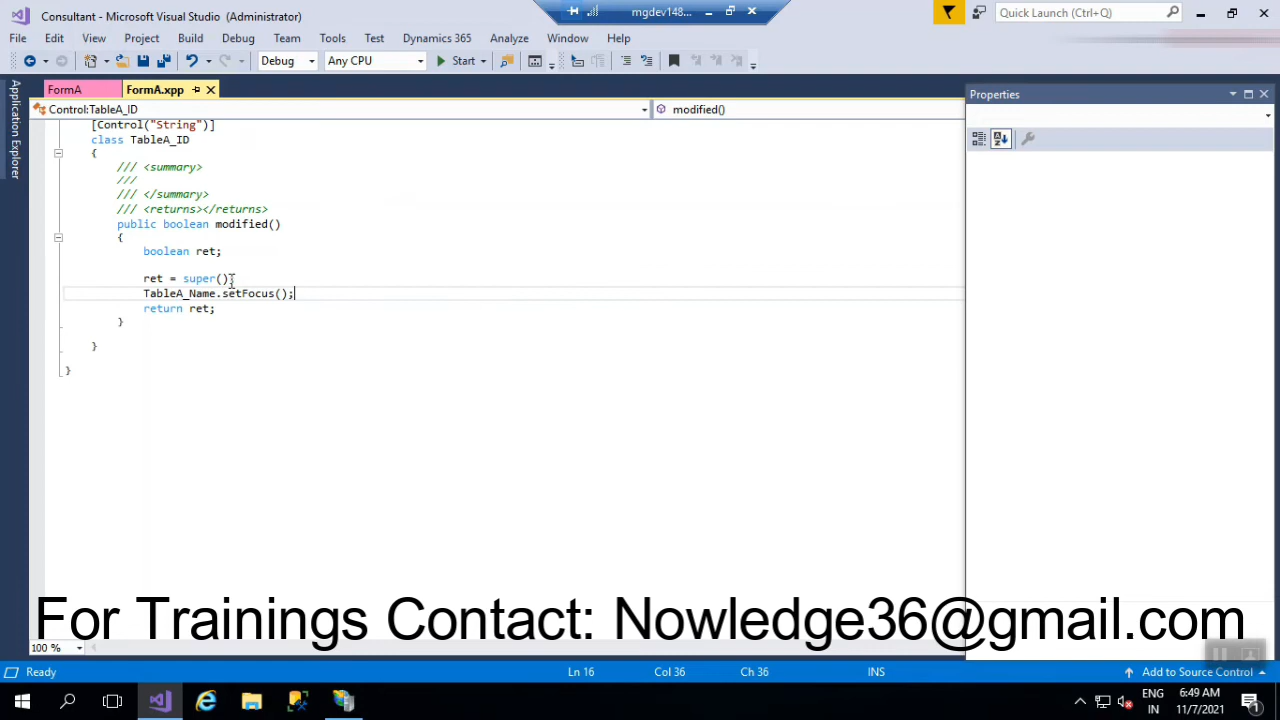 Consultant - Microsoft Visual Studio (Administrator)
mgdev148...
Quick Launch (Ctrl+Q)
File Edit View Project Build Debug Team Tools Test Dynamics 365 Analyze Window Help
Debug Any CPU Start
FormA FormA.xpp
Control:TableA_ID modified()
Application Explorer
Properties
[Control("String")]
class TableA_ID
{
/// <summary>
///
/// </summary>
/// <returns></returns>
public boolean modified()
{
boolean ret;
ret = super();
TableA_Name.setFocus();
return ret;
}
}
}
For Trainings Contact: Nowledge36@gmail.com
100 %
Ready Ln 16 Col 36 Ch 36 INS Add to Source Control
ENG
IN
6:49 AM
11/7/2021
1